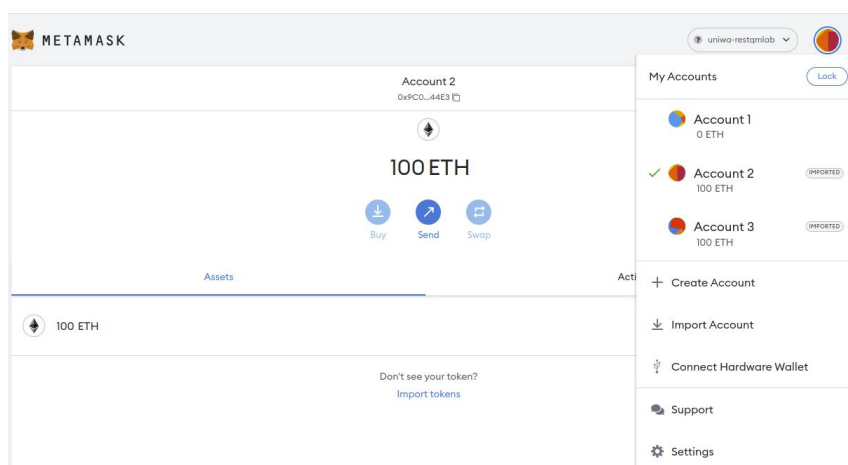 METAMASK
uniwa-restqmlab
Account 2
0x9C0...44E3
100 ETH
Buy
Send
Swap
Assets
Acti
100 ETH
Don't see your token?
Import tokens
My Accounts
Lock
Account 1
0 ETH
Account 2
IMPORTED
100 ETH
Account 3
IMPORTED
100 ETH
Create Account
Import Account
Connect Hardware Wallet
Support
Settings